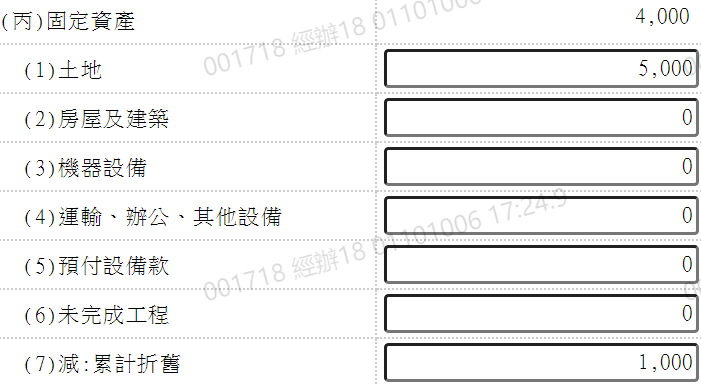 (丙)固定資產 4,000
(1)土地 5,000
(2)房屋及建築 0
(3)機器設備 0
(4)運輸、辦公、其他設備 0
(5)預付設備款 0
(6)未完成工程 0
(7)減:累計折舊 1,000
001718 經辦18 01101006
001718 經辦18 01101006 17:24:9